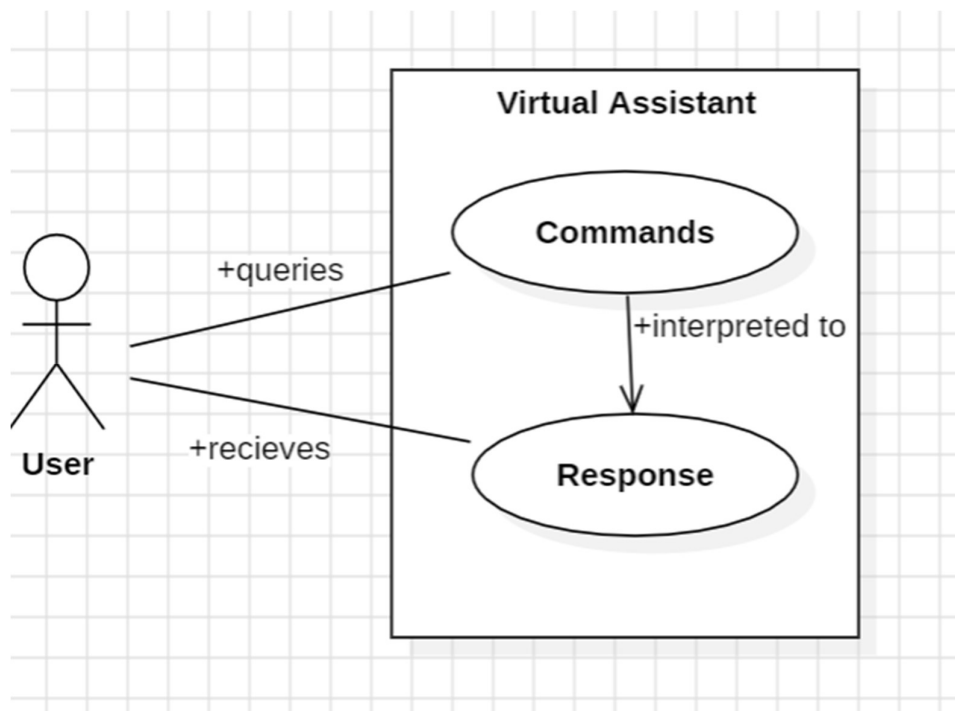 Virtual Assistant
Commands
+queries
+interpreted to
+recieves
User
Response